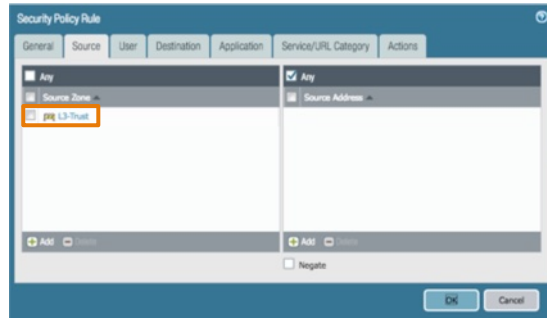 Security Policy Rule
General Source User Destination Application Service/URL Category Actions
Any
Any
Source Zone
Source Address
L3-Trust
Add Delete
Add Delete
Negate
OK Cancel